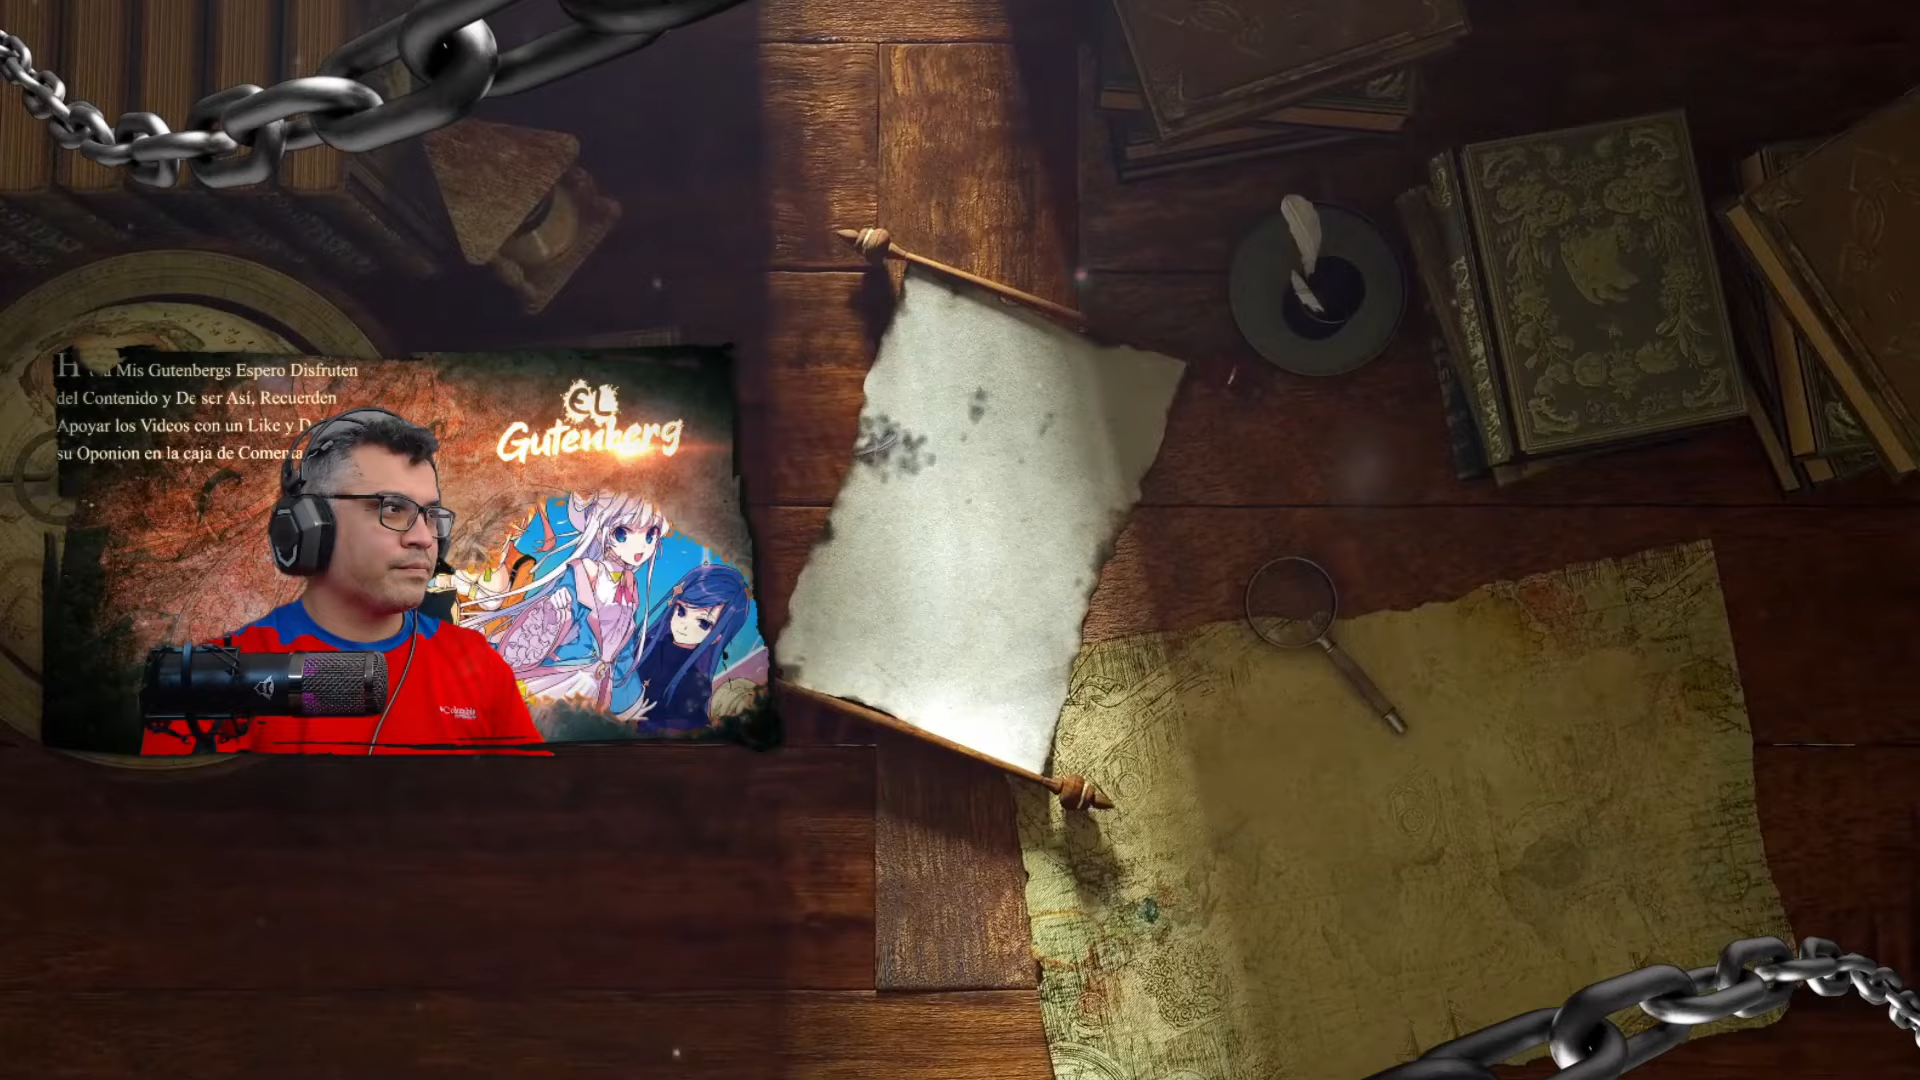 Mis Gutenbergs Espero Disfruten
del Contenido y De ser Así, Recuerden
Apoyar los Videos con un Like y
su Oponion en la caja de
EL
Gutenberg
Columbia